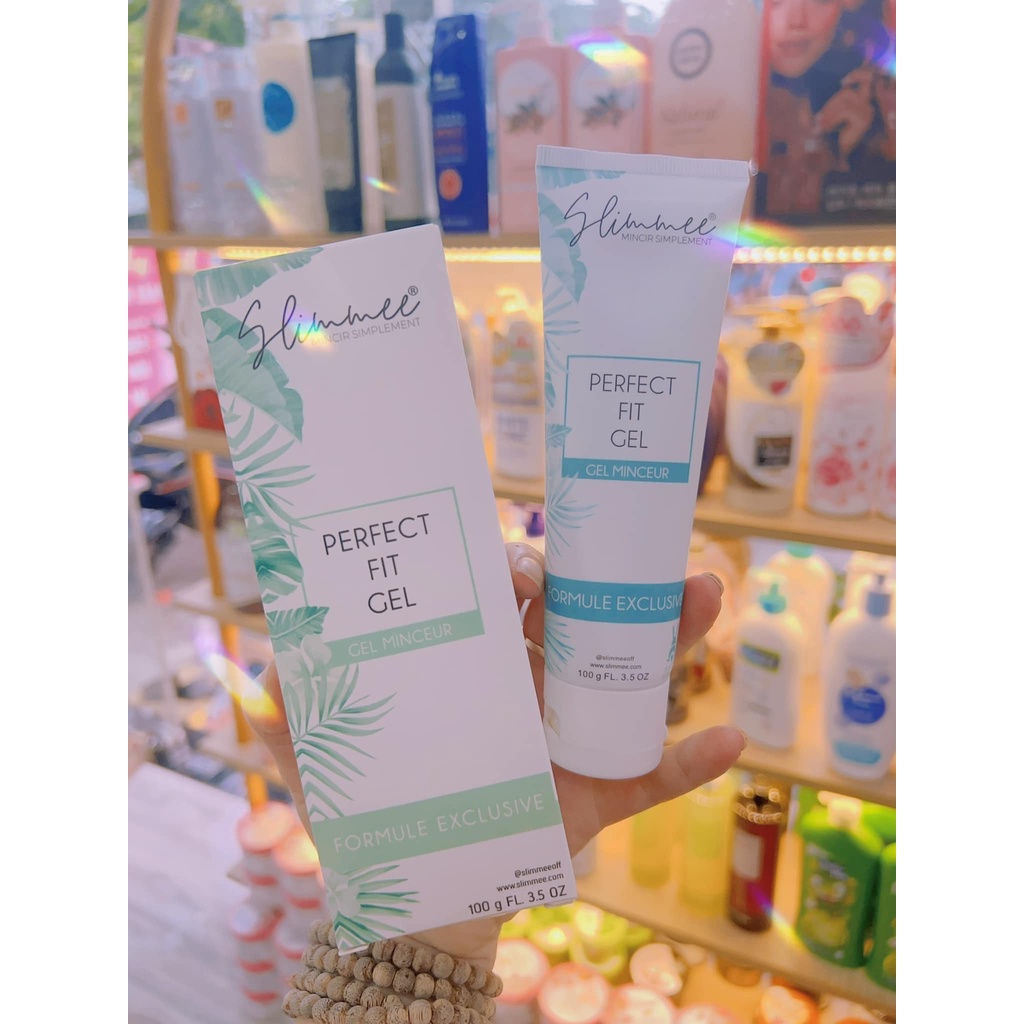 Slimmee®
CIR SIMPLEMENT
PERFECT
FIT
GEL
GEL MINCEUR
FORMULE EXCLUSIVE
@slimmeeoff
www.slimmee.com
100 g FL. 3.5 OZ
Slimmee®
MINCIR SIMPLEMENT
PERFECT
FIT
GEL
GEL MINCEUR
FORMULE EXCLUSIVE
@slimmeeoff
www.slimmee.com
100 g FL. 3.5 OZ